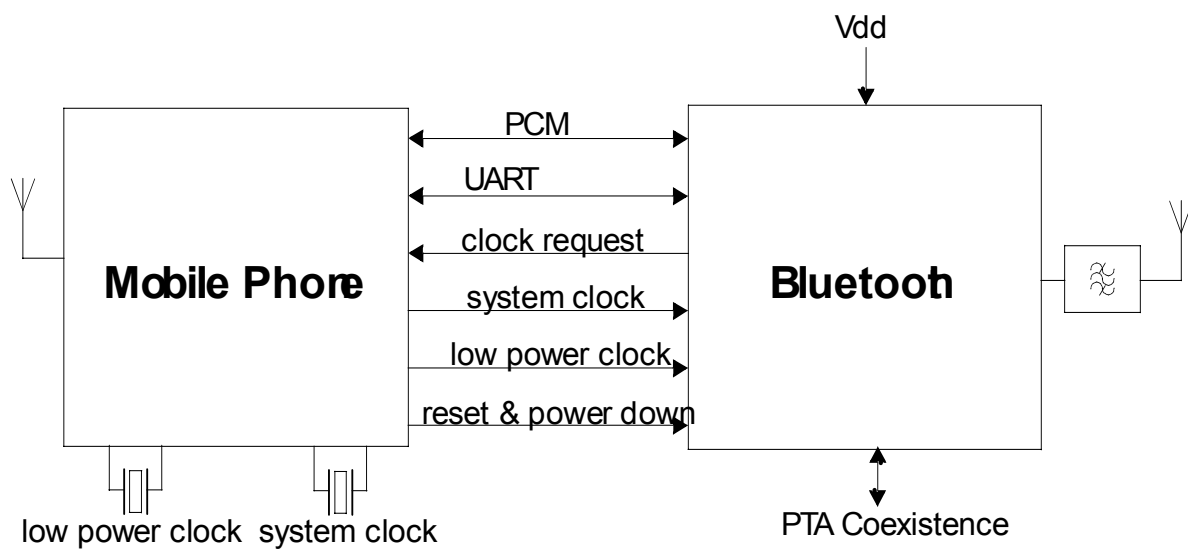 Vdd
PCM
UART
clock request
Mobile Phone
system clock
Bluetooth
low power clock
reset & power down
low power clock
system clock
PTA Coexistence